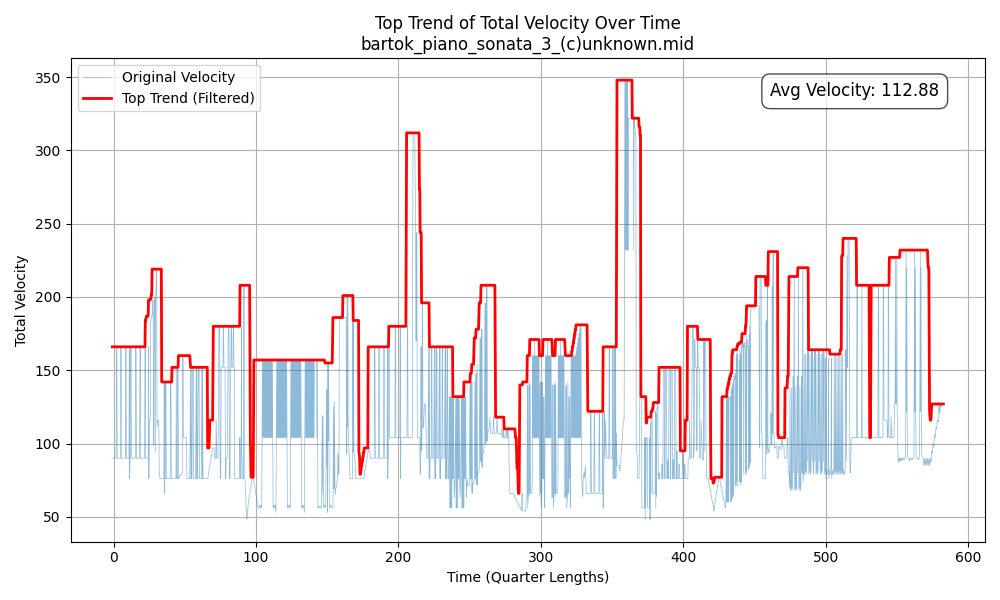 Top Trend of Total Velocity Over Time
bartok_piano_sonata_3_(c)unknown.mid
Original Velocity
Top Trend (Filtered)
Avg Velocity: 112.88
Total Velocity
350
300
250
200
150
100
50
0 100 200 300 400 500 600
Time (Quarter Lengths)